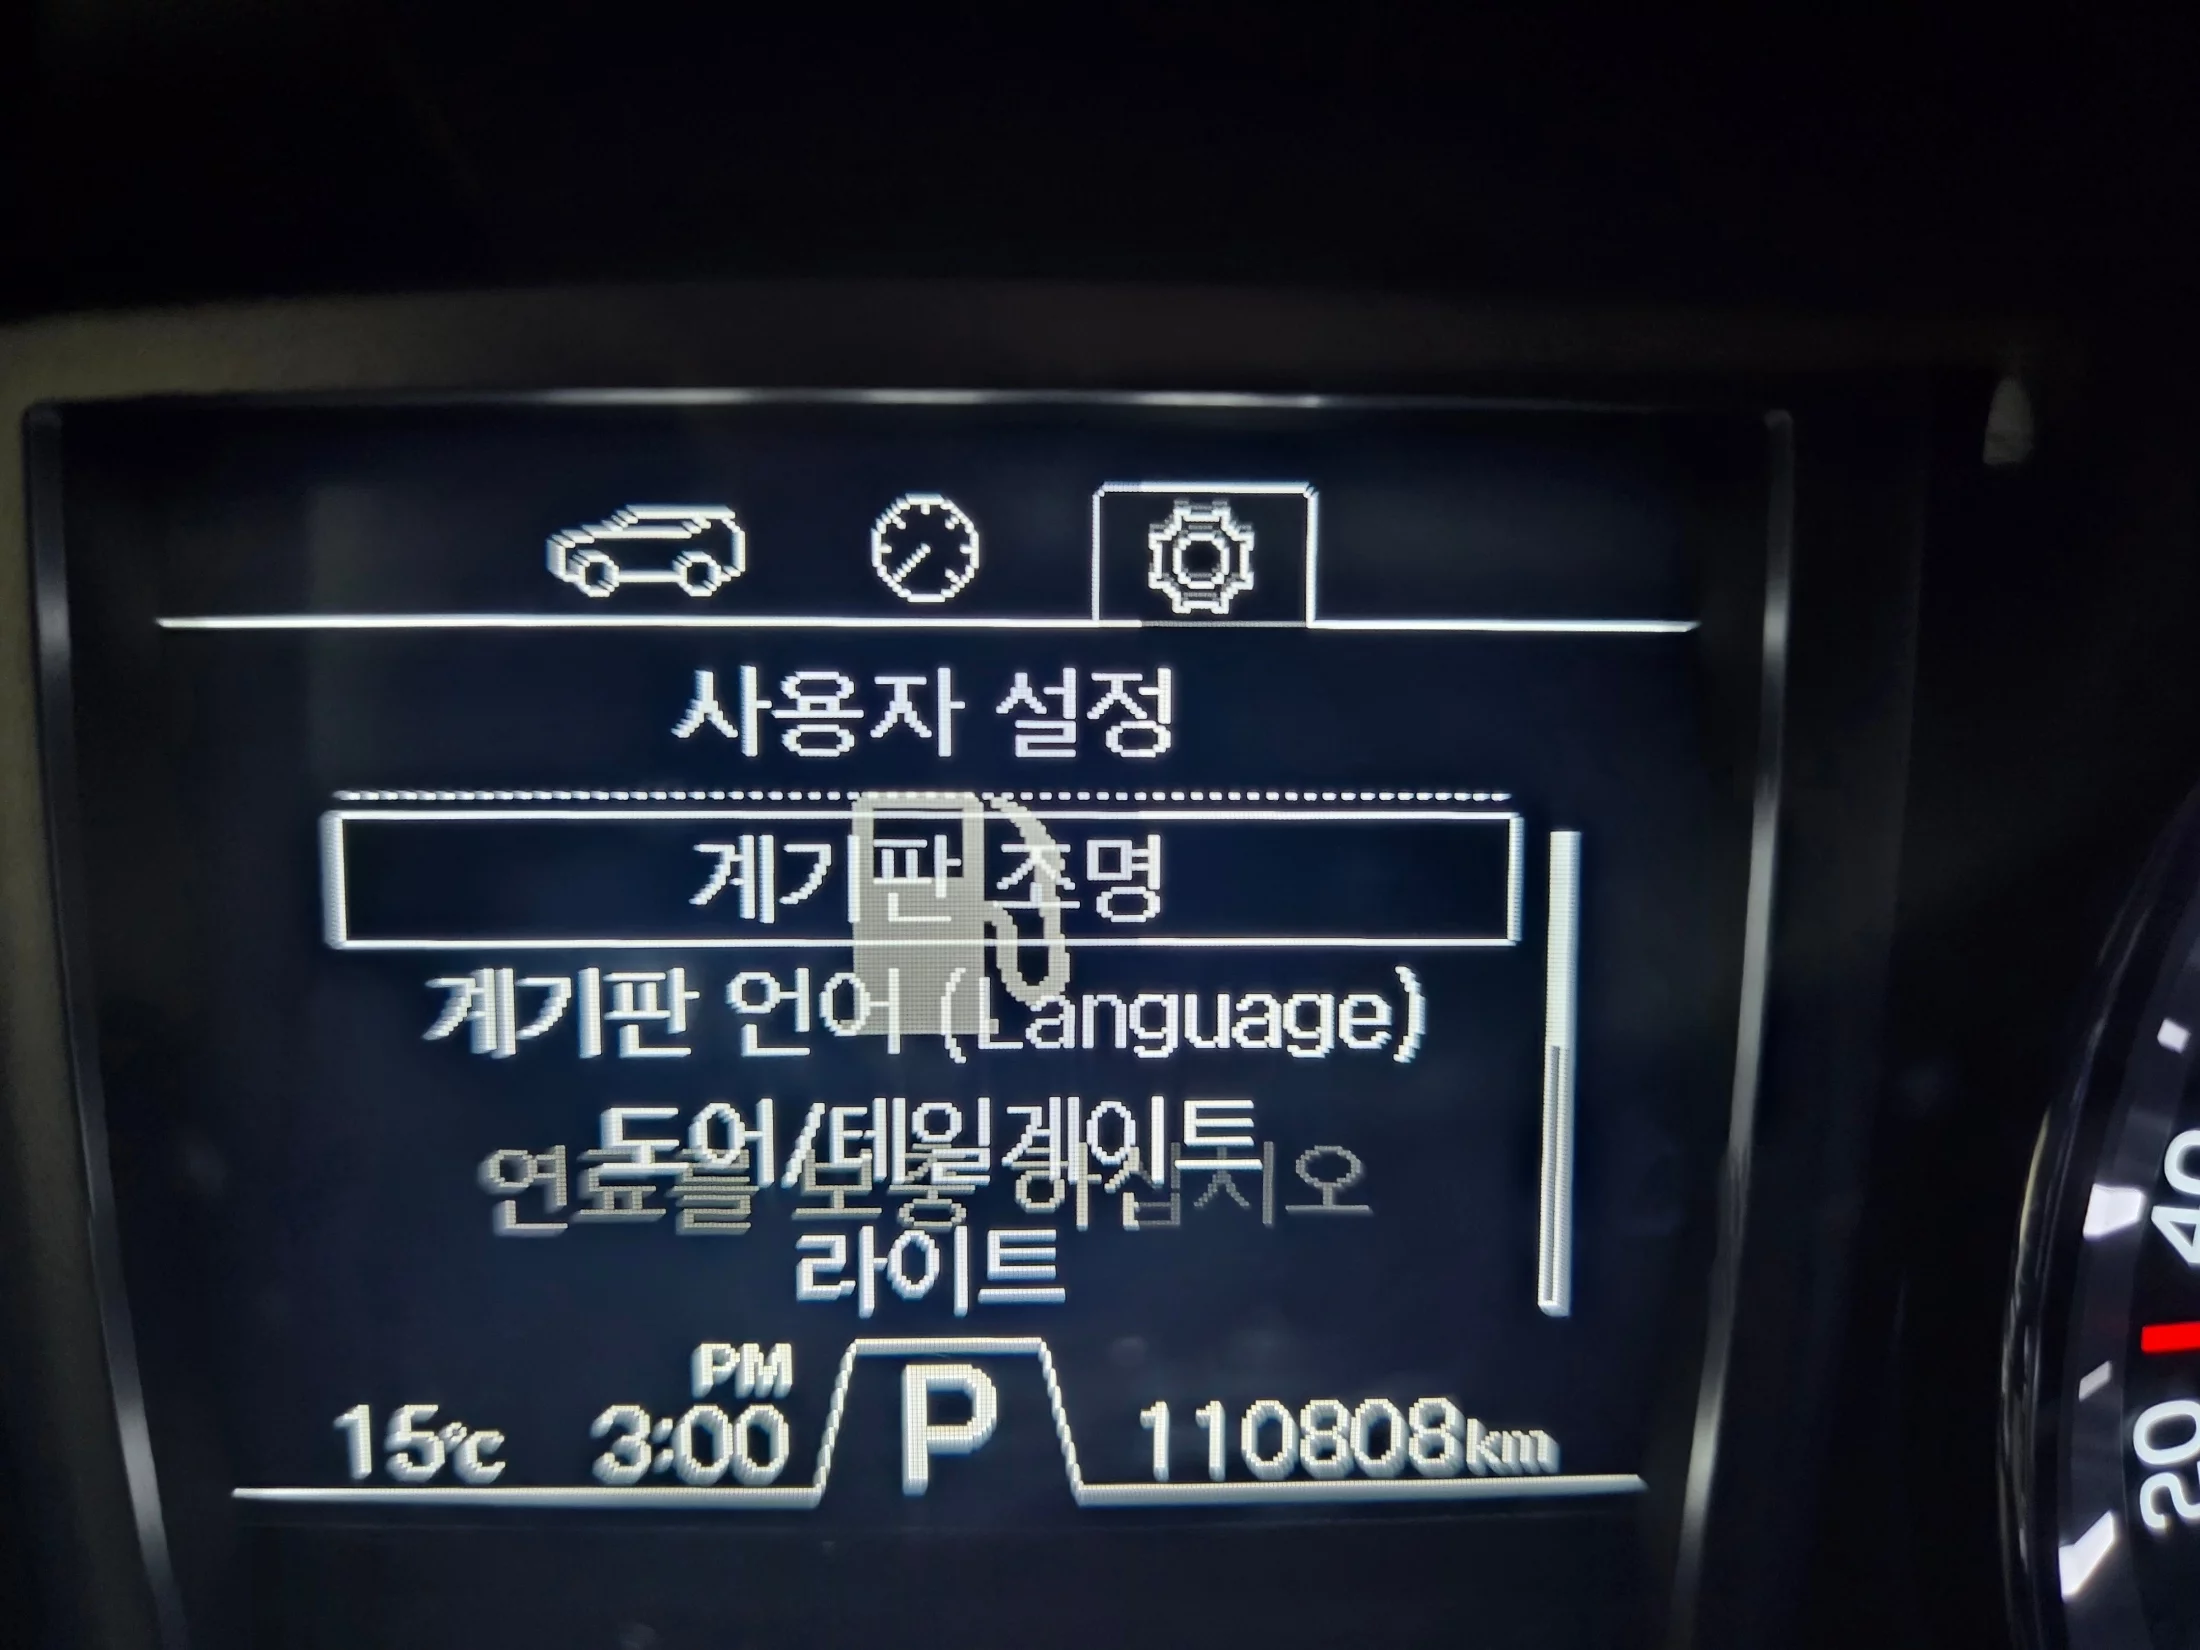 사용자 설정
계기판 조명
계기판 언어 (Language)
도어/테일게이트
연료를 보충 하십시오
라이트
PM
15℃ 3:00 P 110808km
40
20